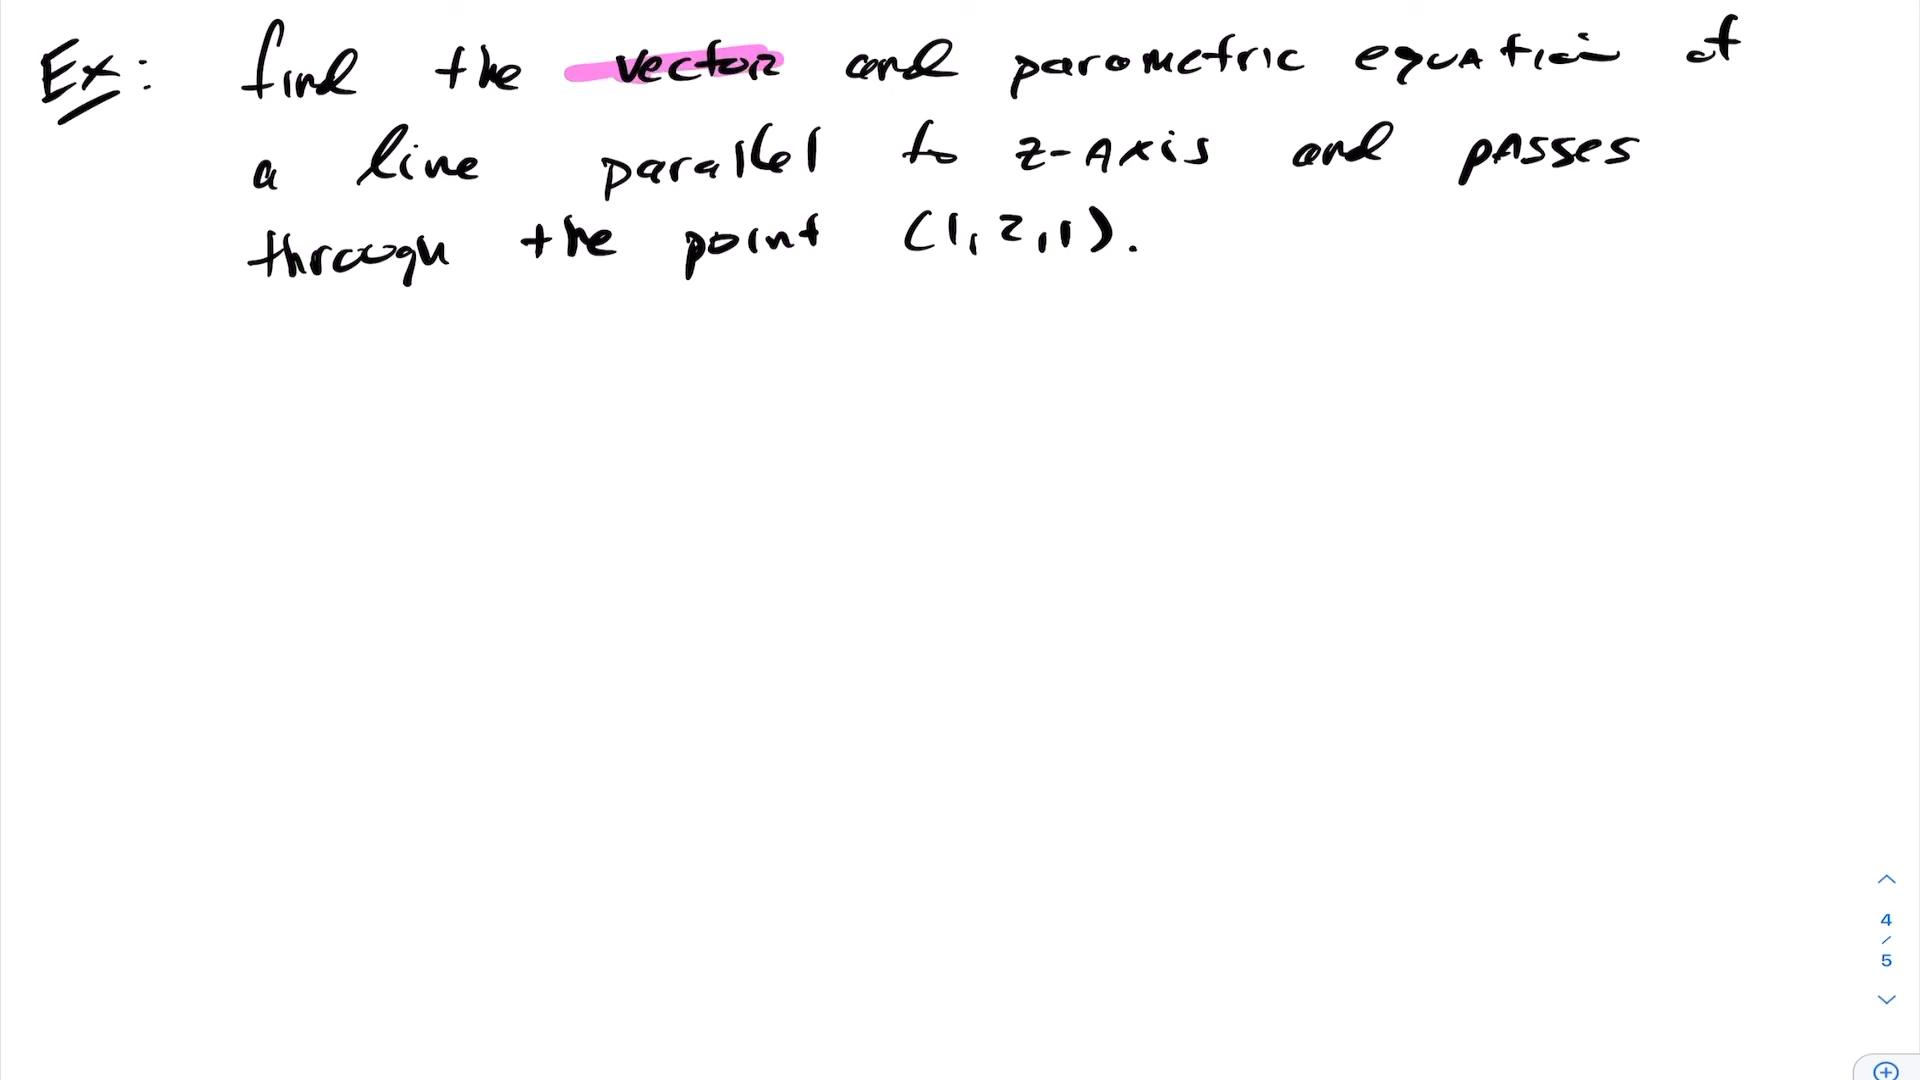 Ex: find the vector and parametric equation of
a line parallel to z-axis and passes
through the point (1, 2, 1).
4
/
5